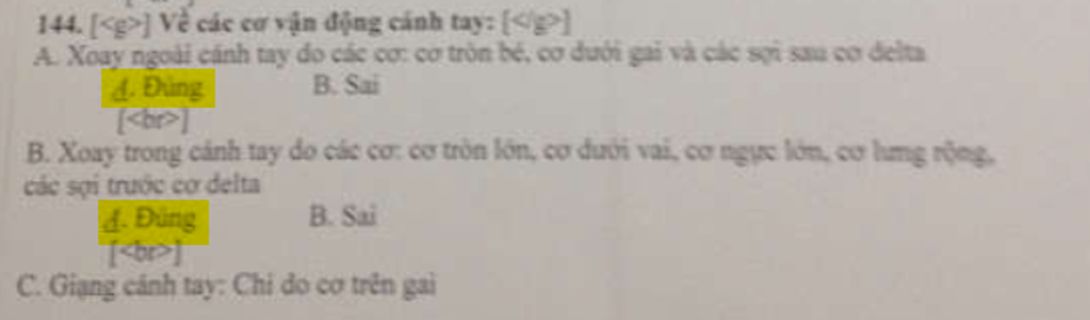 144. [<g>] Về các cơ vận động cánh tay: [</g>]
A. Xoay ngoài cánh tay do các cơ: cơ tròn bé, cơ dưới gai và các sợi sau cơ delta
A. Đúng B. Sai
[<br>]
B. Xoay trong cánh tay do các cơ: cơ tròn lớn, cơ dưới vai, cơ ngực lớn, cơ lưng rộng,
các sợi trước cơ delta
A. Đúng B. Sai
[<br>]
C. Giạng cánh tay: Chỉ do cơ trên gai